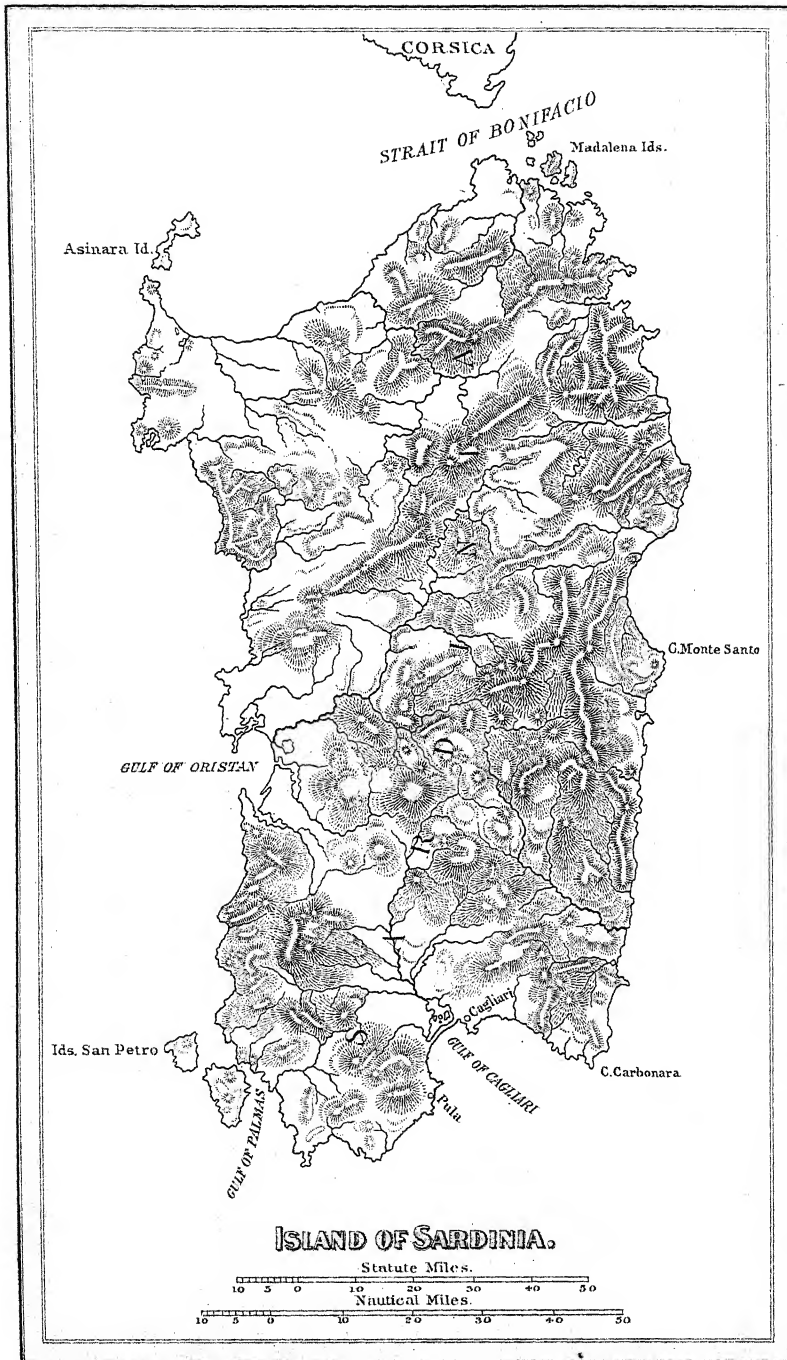 CORSICA
STRAIT OF BONIFACIO
Madalena Ids.
Asinara Id.
C. Monte Santo
GULF OF ORISTAN
SARDINIA
Cagliari
Ids. San Petro
GULF OF CAGLIARI
C. Carbonara
Pula
GULF OF PALMAS
ISLAND OF SARDINIA.
Statute Miles.
10 5 0 10 20 30 40 50
Nautical Miles.
10 5 0 10 20 30 40 50